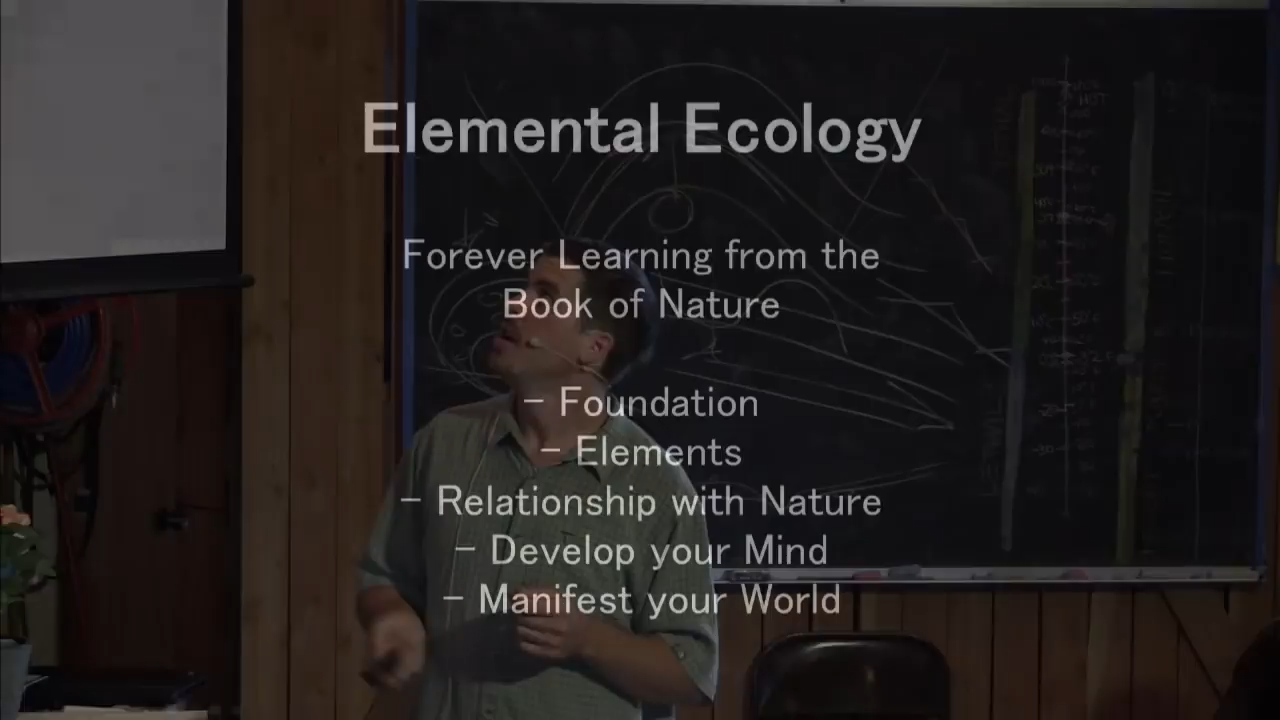 Elemental Ecology
Forever Learning from the
Book of Nature
- Foundation
- Elements
- Relationship with Nature
- Develop your Mind
- Manifest your World